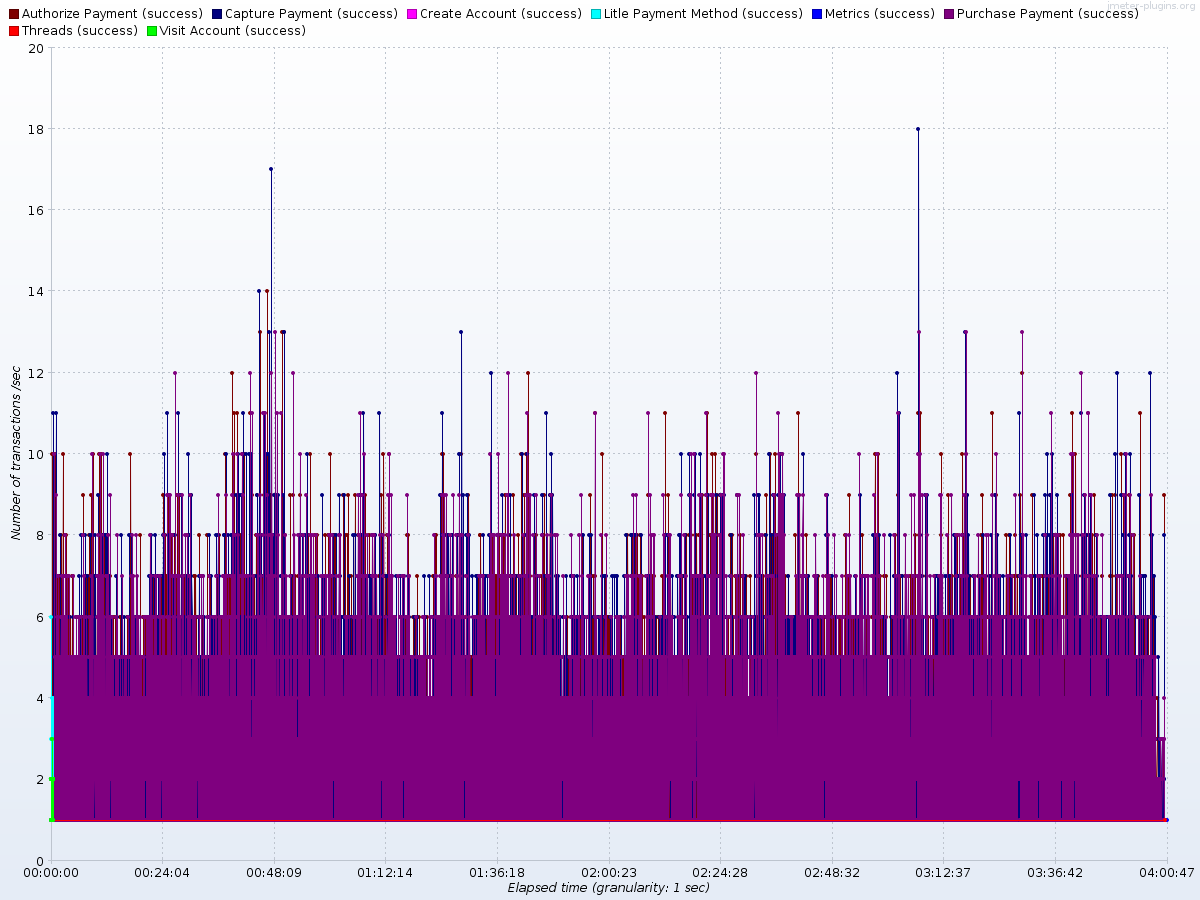 jmeter-plugins.org
Authorize Payment (success) Capture Payment (success) Create Account (success) Litle Payment Method (success) Metrics (success) Purchase Payment (success)
Threads (success) Visit Account (success)
20
18
16
14
12
10
8
6
4
2
0
Number of transactions /sec
00:00:00 00:24:04 00:48:09 01:12:14 01:36:18 02:00:23 02:24:28 02:48:32 03:12:37 03:36:42 04:00:47
Elapsed time (granularity: 1 sec)